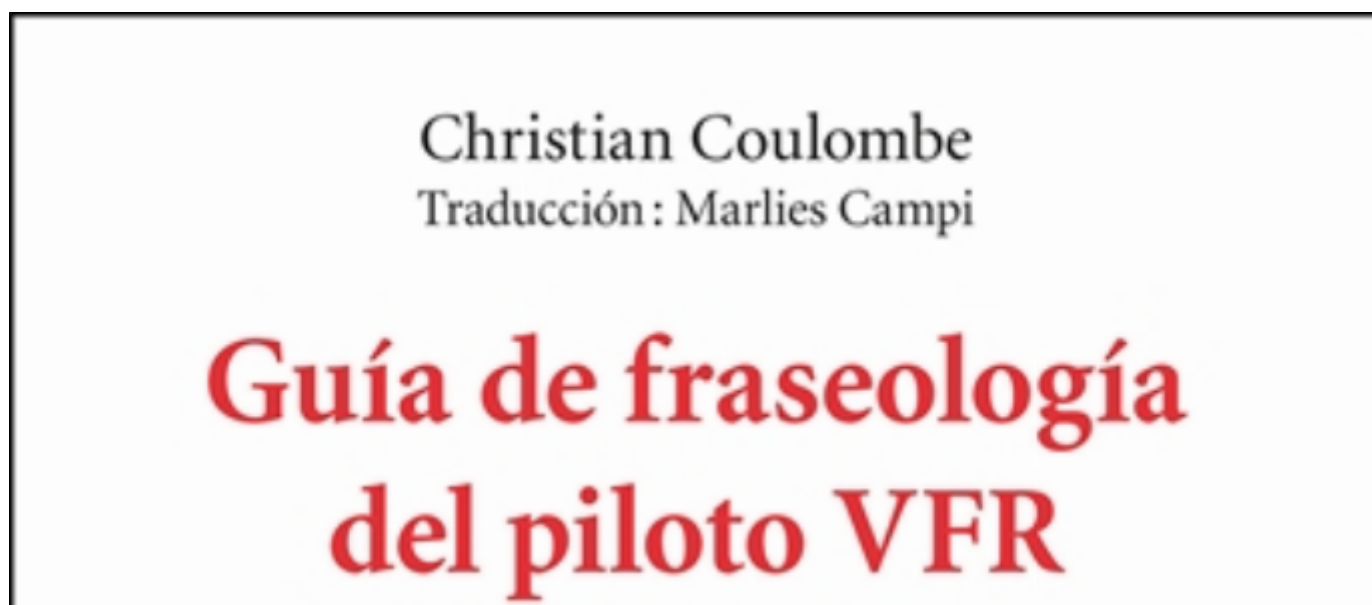 Christian Coulombe
Traducción : Marlies Campi
Guía de fraseología
del piloto VFR